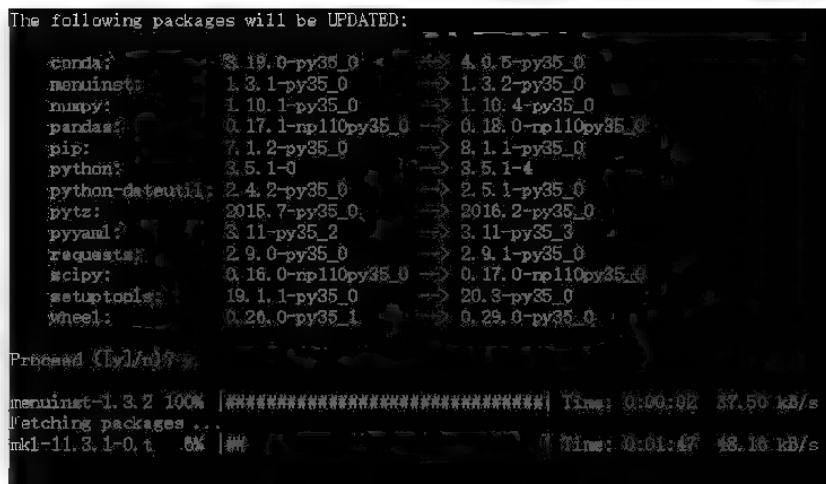 The following packages will be UPDATED:
conda: 3.19.0-py35_0 --> 4.0.5-py35_0
menuinst: 1.3.1-py35_0 --> 1.3.2-py35_0
numpy: 1.10.1-py35_0 --> 1.10.4-py35_0
pandas: 0.17.1-np110py35_0 --> 0.18.0-np110py35_0
pip: 7.1.2-py35_0 --> 8.1.1-py35_0
python: 3.5.1-0 --> 3.5.1-4
python-dateutil: 2.4.2-py35_0 --> 2.5.1-py35_0
pytz: 2015.7-py35_0 --> 2016.2-py35_0
pyyaml: 3.11-py35_2 --> 3.11-py35_3
requests: 2.9.0-py35_0 --> 2.9.1-py35_0
scipy: 0.16.0-np110py35_0 --> 0.17.0-np110py35_0
setuptools: 19.1.1-py35_0 --> 20.3-py35_0
wheel: 0.26.0-py35_1 --> 0.29.0-py35_0
Proceed ([y]/n)? y
menuinst-1.3.2 100% |###############################| Time: 0:00:02 37.50 kB/s
Fetching packages ...
mkl-11.3.1-0.t 6% |## | Time: 0:01:47 48.16 kB/s